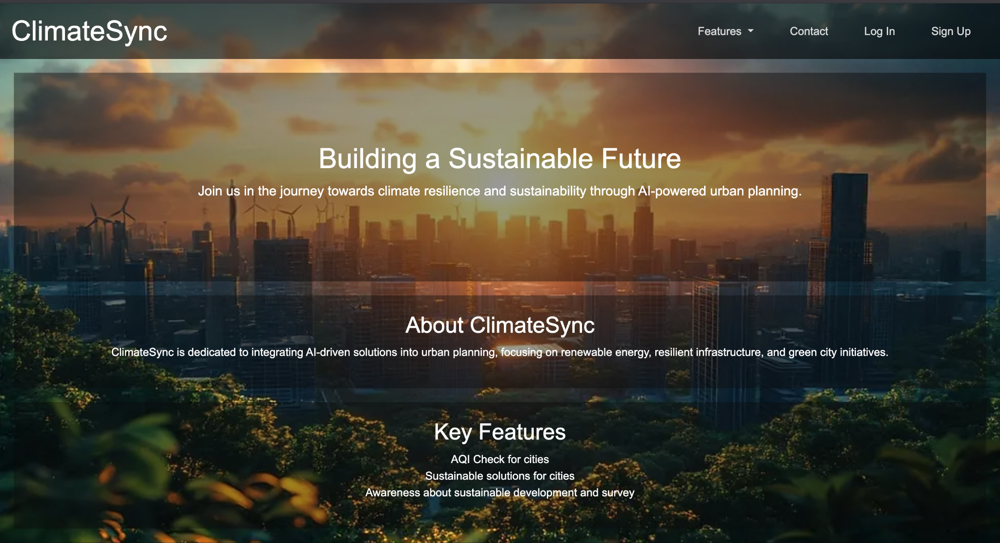 ClimateSync
Features
Contact
Log In
Sign Up
Building a Sustainable Future
Join us in the journey towards climate resilience and sustainability through AI-powered urban planning.
About ClimateSync
ClimateSync is dedicated to integrating AI-driven solutions into urban planning, focusing on renewable energy, resilient infrastructure, and green city initiatives.
Key Features
AQI Check for cities
Sustainable solutions for cities
Awareness about sustainable development and survey